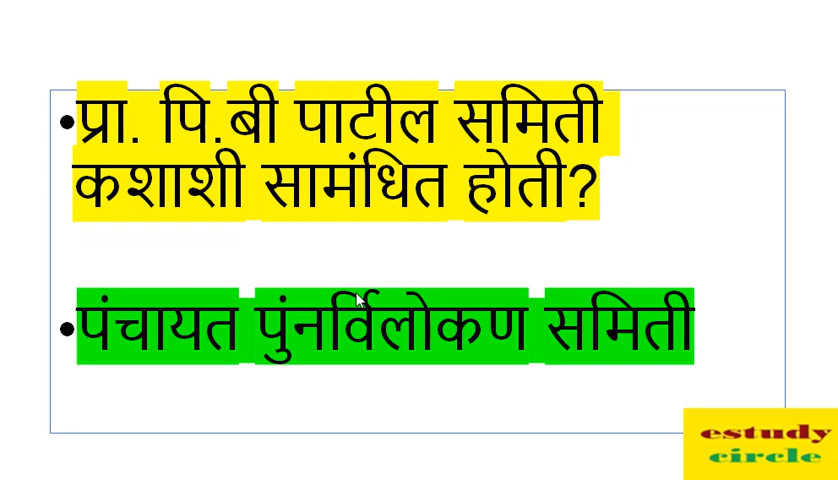 •प्रा. पि.बी पाटील समिती
कशाशी सामंधित होती?
•पंचायत पुंनर्विलोकण समिती
estudy
circle